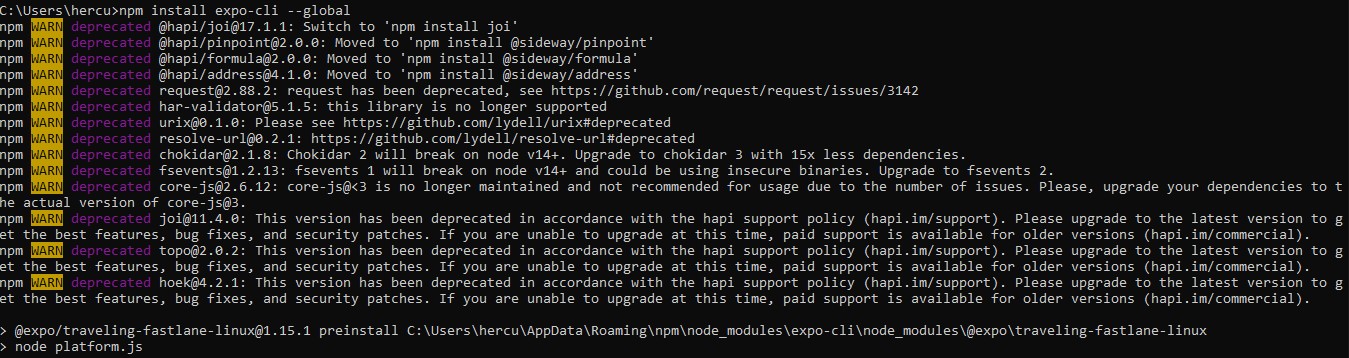 C:\Users\hercu>npm install expo-cli --global
npm WARN deprecated @hapi/joi@17.1.1: Switch to 'npm install joi'
npm WARN deprecated @hapi/pinpoint@2.0.0: Moved to 'npm install @sideway/pinpoint'
npm WARN deprecated @hapi/formula@2.0.0: Moved to 'npm install @sideway/formula'
npm WARN deprecated @hapi/address@4.1.0: Moved to 'npm install @sideway/address'
npm WARN deprecated request@2.88.2: request has been deprecated, see https://github.com/request/request/issues/3142
npm WARN deprecated har-validator@5.1.5: this library is no longer supported
npm WARN deprecated urix@0.1.0: Please see https://github.com/lydell/urix#deprecated
npm WARN deprecated resolve-url@0.2.1: https://github.com/lydell/resolve-url#deprecated
npm WARN deprecated chokidar@2.1.8: Chokidar 2 will break on node v14+. Upgrade to chokidar 3 with 15x less dependencies.
npm WARN deprecated fsevents@1.2.13: fsevents 1 will break on node v14+ and could be using insecure binaries. Upgrade to fsevents 2.
npm WARN deprecated core-js@2.6.12: core-js@<3 is no longer maintained and not recommended for usage due to the number of issues. Please, upgrade your dependencies to t
he actual version of core-js@3.
npm WARN deprecated joi@11.4.0: This version has been deprecated in accordance with the hapi support policy (hapi.im/support). Please upgrade to the latest version to g
et the best features, bug fixes, and security patches. If you are unable to upgrade at this time, paid support is available for older versions (hapi.im/commercial).
npm WARN deprecated topo@2.0.2: This version has been deprecated in accordance with the hapi support policy (hapi.im/support). Please upgrade to the latest version to g
et the best features, bug fixes, and security patches. If you are unable to upgrade at this time, paid support is available for older versions (hapi.im/commercial).
npm WARN deprecated hoek@4.2.1: This version has been deprecated in accordance with the hapi support policy (hapi.im/support). Please upgrade to the latest version to g
et the best features, bug fixes, and security patches. If you are unable to upgrade at this time, paid support is available for older versions (hapi.im/commercial).
> @expo/traveling-fastlane-linux@1.15.1 preinstall C:\Users\hercu\AppData\Roaming\npm\node_modules\expo-cli\node_modules\@expo\traveling-fastlane-linux
> node platform.js